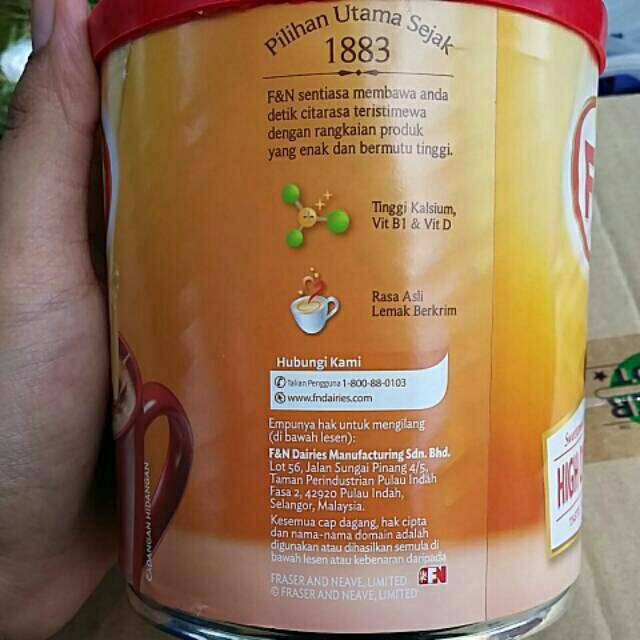 Pilihan Utama Sejak
1883
F&N sentiasa membawa anda
detik citarasa teristimewa
dengan rangkaian produk
yang enak dan bermutu tinggi.
Tinggi Kalsium,
Vit B1 & Vit D
Rasa Asli
Lemak Berkrim
Hubungi Kami
Talian Pengguna 1-800-88-0103
www.fndairies.com
Empunya hak untuk mengilang
(di bawah lesen):
F&N Dairies Manufacturing Sdn. Bhd.
Lot 56, Jalan Sungai Pinang 4/5,
Taman Perindustrian Pulau Indah
Fasa 2, 42920 Pulau Indah,
Selangor, Malaysia.
Kesemua cap dagang, hak cipta
dan nama-nama domain adalah
digunakan atau dihasilkan semula di
bawah lesen atau kebenaran daripada
FRASER AND NEAVE, LIMITED
© FRASER AND NEAVE, LIMITED
F&N
CADANGAN HIDANGAN
HIGH